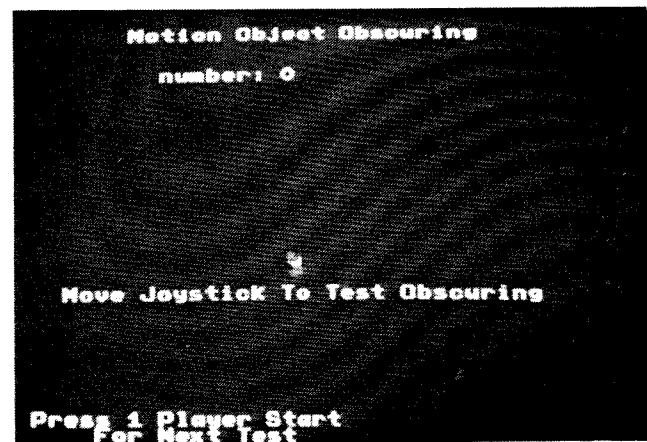 Motion Object Obscuring
number: 0
Move Joystick To Test Obscuring
Press 1 Player Start
For Next Test